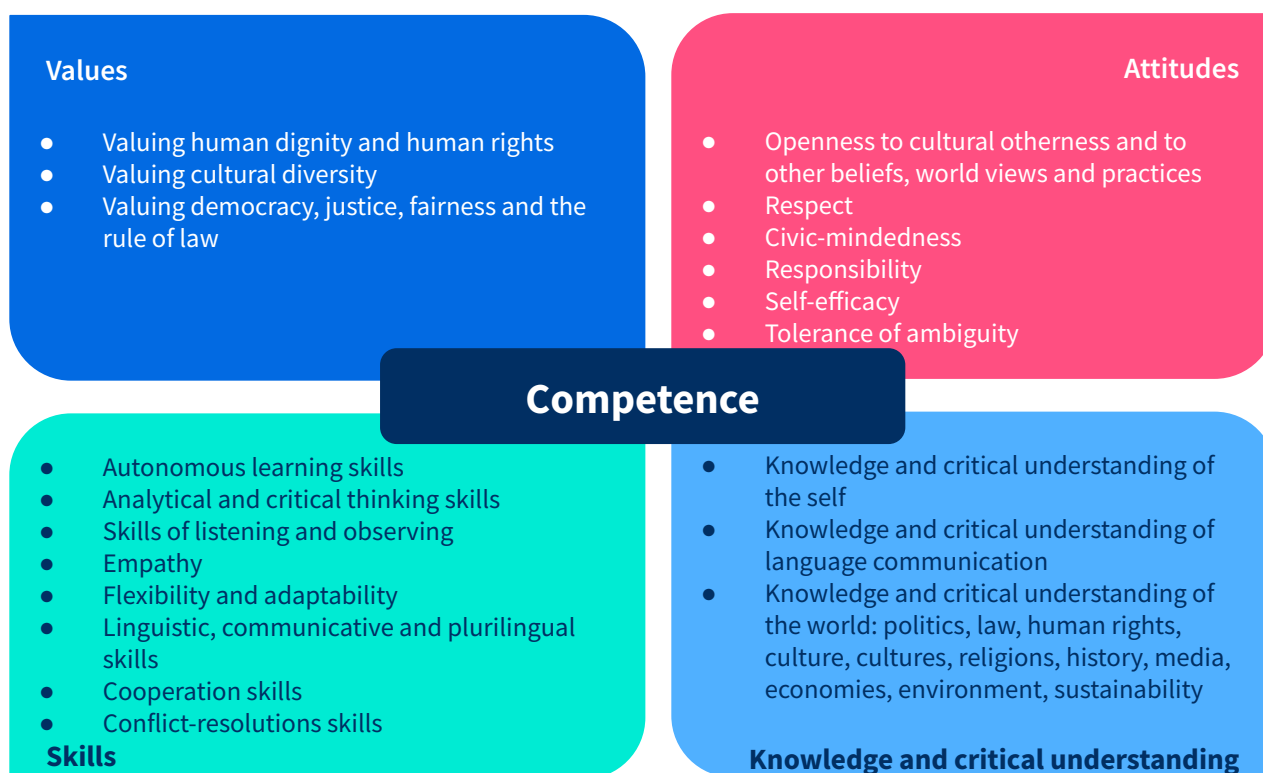 Values
● Valuing human dignity and human rights
● Valuing cultural diversity
● Valuing democracy, justice, fairness and the
rule of law
Attitudes
● Openness to cultural otherness and to
other beliefs, world views and practices
● Respect
● Civic-mindedness
● Responsibility
● Self-efficacy
● Tolerance of ambiguity
Competence
● Autonomous learning skills
● Analytical and critical thinking skills
● Skills of listening and observing
● Empathy
● Flexibility and adaptability
● Linguistic, communicative and plurilingual
skills
● Cooperation skills
● Conflict-resolutions skills
Skills
● Knowledge and critical understanding of
the self
● Knowledge and critical understanding of
language communication
● Knowledge and critical understanding of
the world: politics, law, human rights,
culture, cultures, religions, history, media,
economies, environment, sustainability
Knowledge and critical understanding